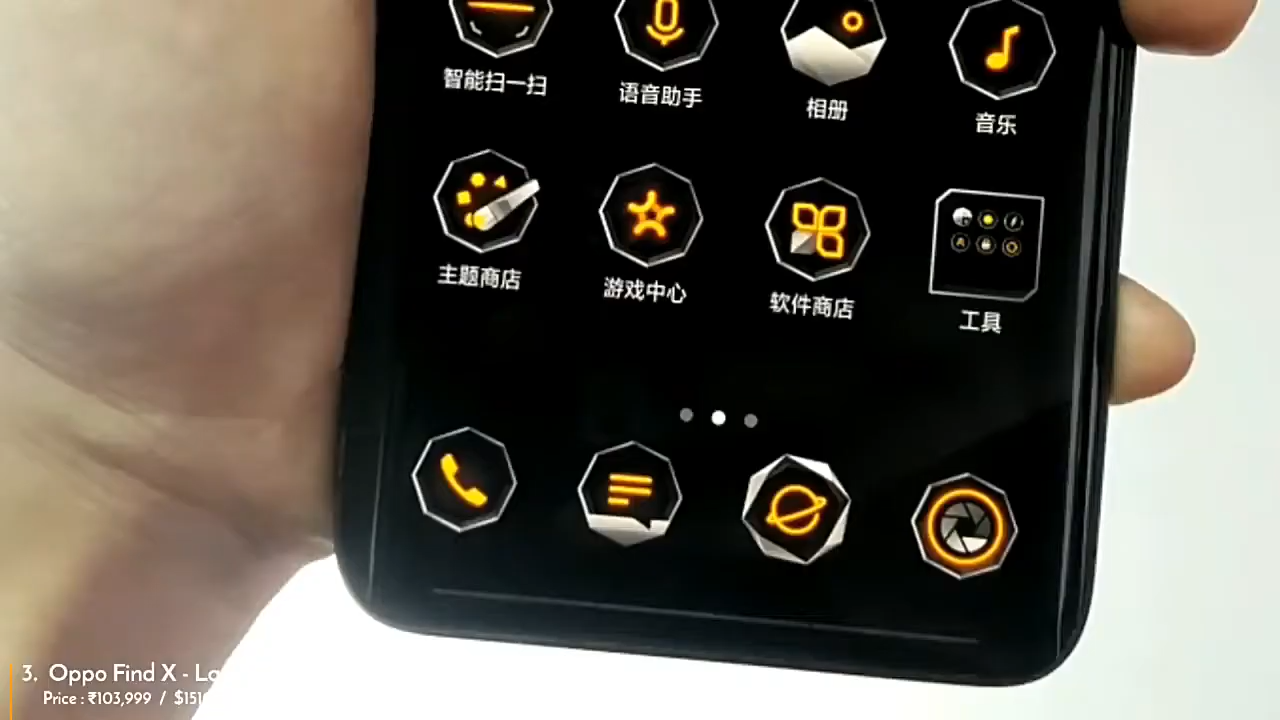 智能扫一扫
语音助手
相册
音乐
主题商店
游戏中心
软件商店
工具
3. Oppo Find X - La
Price : ₹103,999 / $151